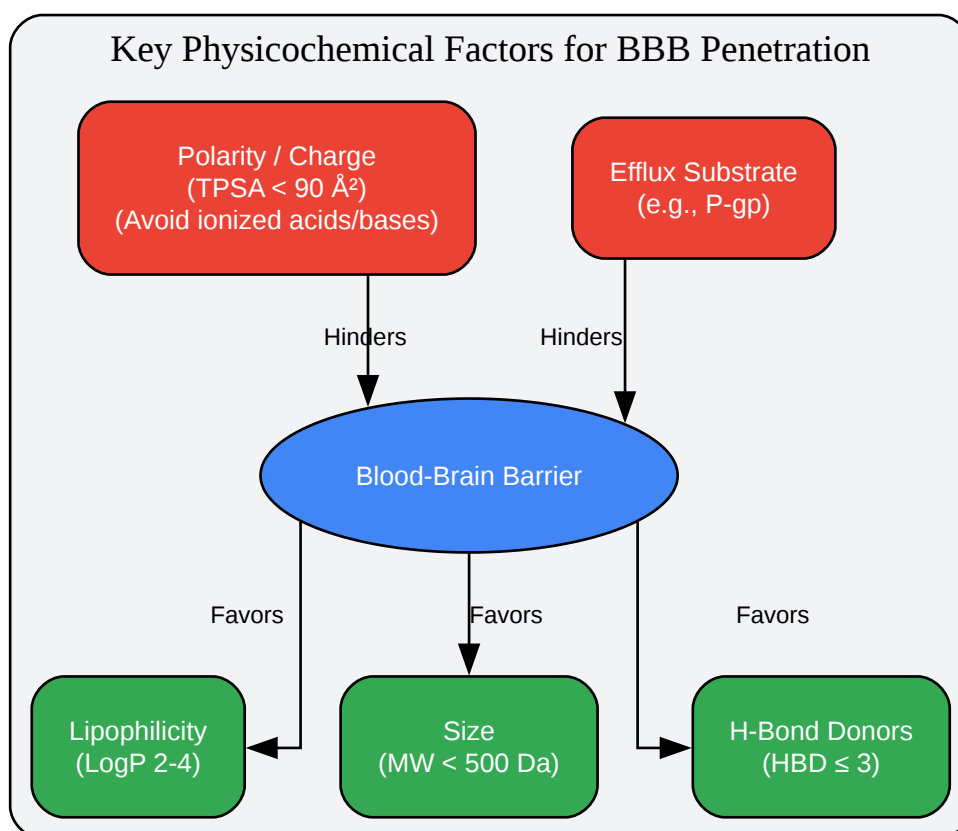 Key Physicochemical Factors for BBB Penetration
Polarity / Charge
(TPSA < 90 Å²)
(Avoid ionized acids/bases)
Efflux Substrate
(e.g., P-gp)
Hinders
Hinders
Blood-Brain Barrier
Favors
Favors
Favors
Lipophilicity
(LogP 2-4)
Size
(MW < 500 Da)
H-Bond Donors
(HBD ≤ 3)